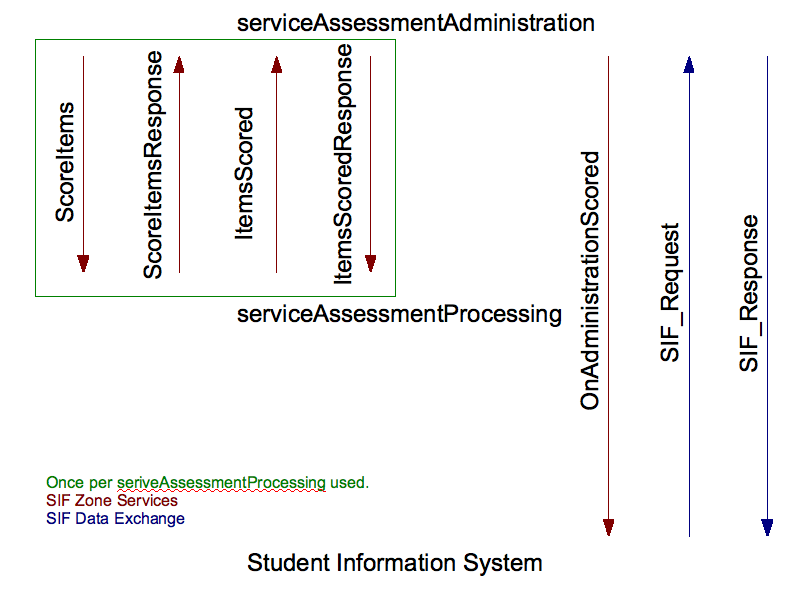 serviceAssessmentAdministration
ScoreItems
ScoreItemsResponse
ItemsScored
ItemsScoredResponse
OnAdministrationScored
SIF_Request
SIF_Response
serviceAssessmentProcessing
Once per seriveAssessmentProcessing used.
SIF Zone Services
SIF Data Exchange
Student Information System